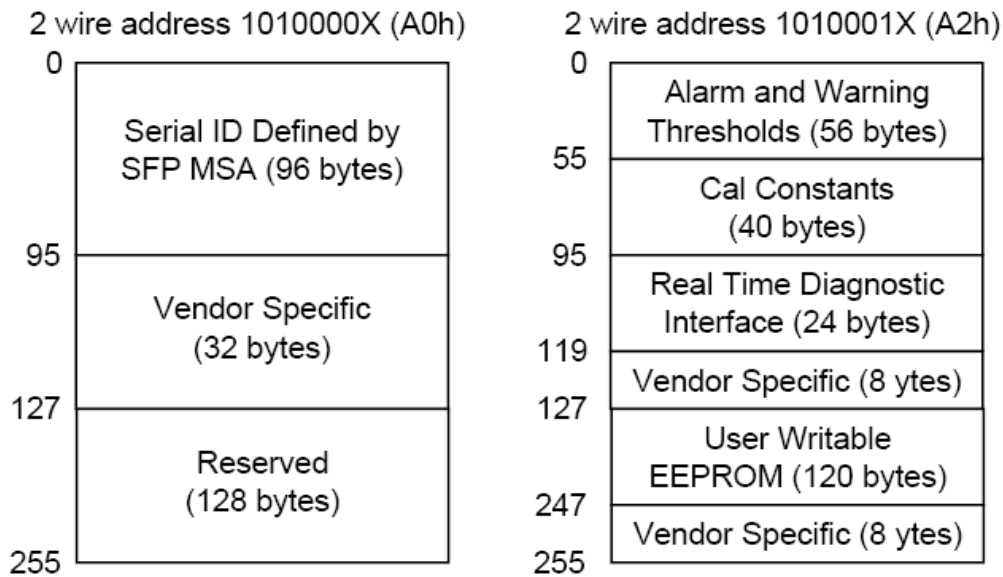 2 wire address 1010000X (A0h)
0
Serial ID Defined by
SFP MSA (96 bytes)
95
Vendor Specific
(32 bytes)
127
Reserved
(128 bytes)
255
2 wire address 1010001X (A2h)
0
Alarm and Warning
Thresholds (56 bytes)
55
Cal Constants
(40 bytes)
95
Real Time Diagnostic
Interface (24 bytes)
119
Vendor Specific (8 ytes)
127
User Writable
EEPROM (120 bytes)
247
Vendor Specific (8 ytes)
255